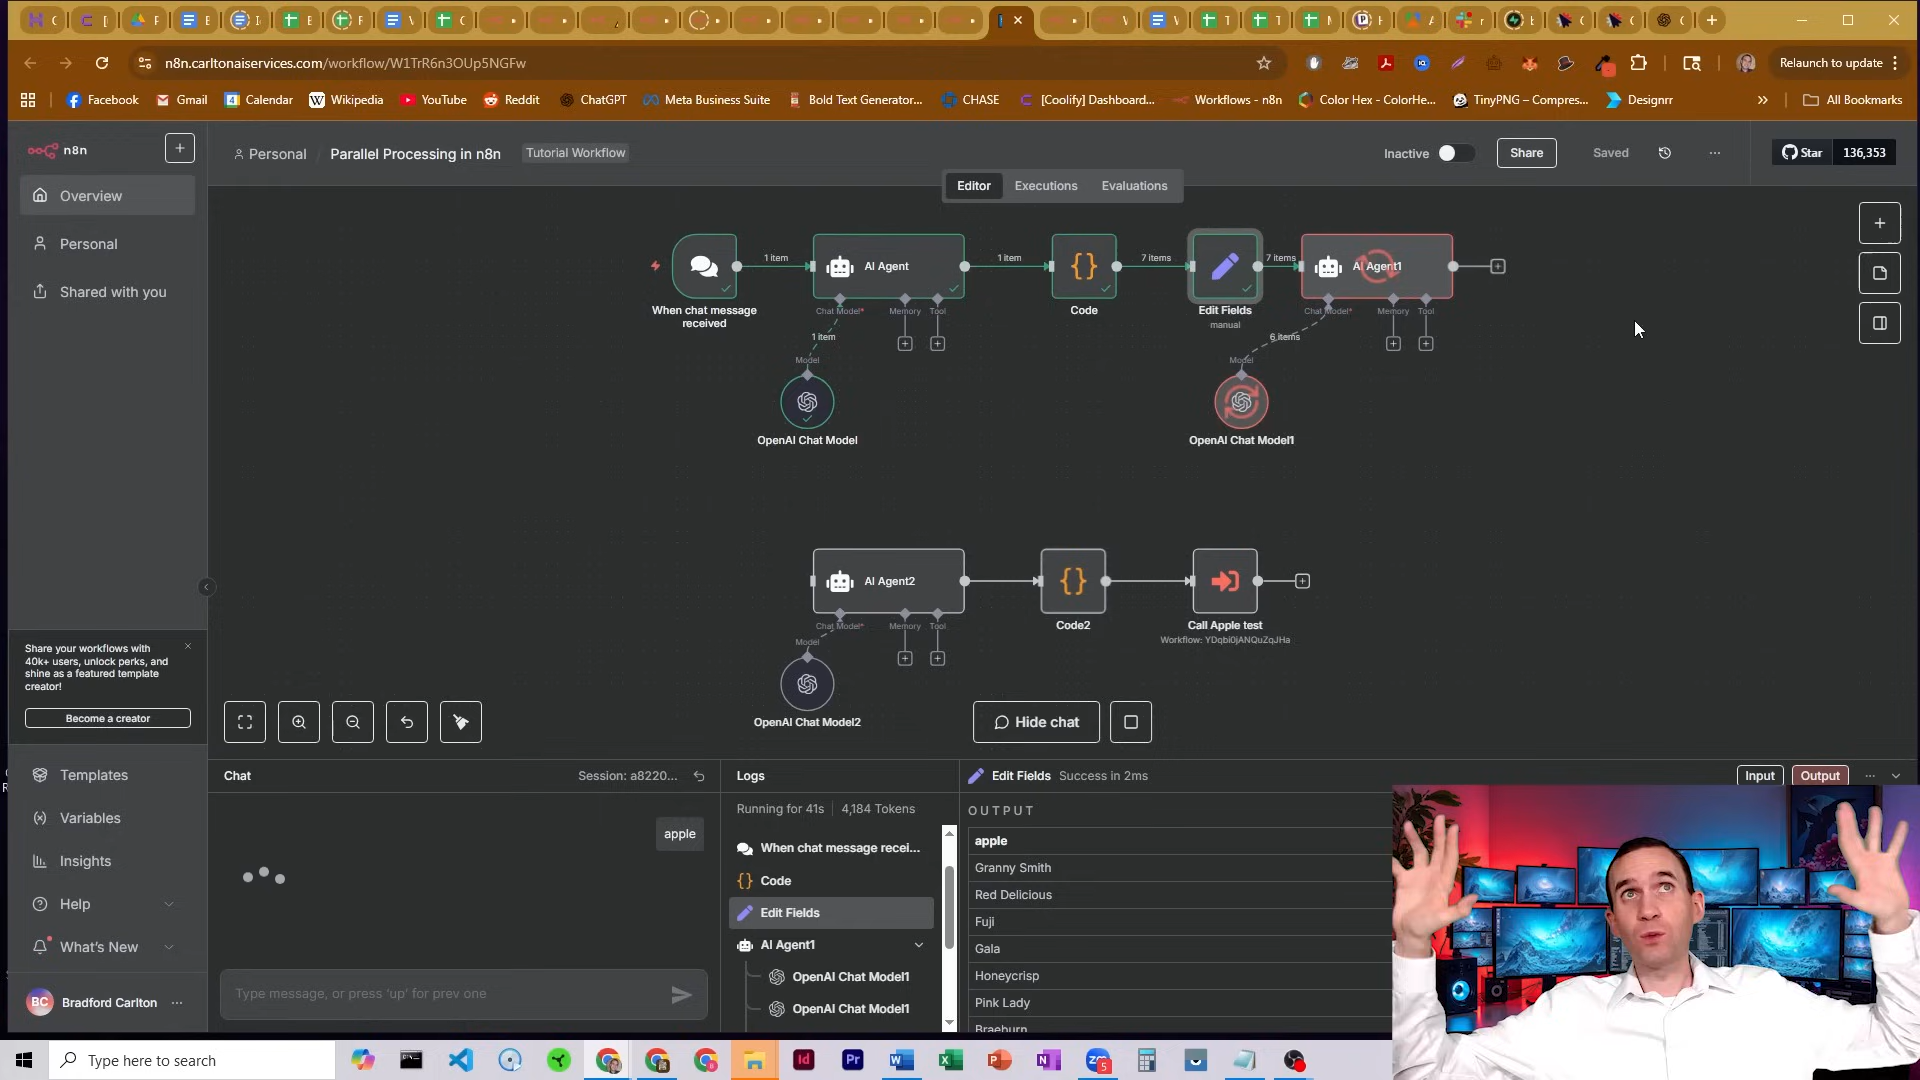 n8n.carltonaiservices.com/workflow/W1TrR6n3OUp5NGFw
Relaunch to update
Facebook
Gmail
Calendar
Wikipedia
YouTube
Reddit
ChatGPT
Meta Business Suite
Bold Text Generator...
CHASE
[Coolify] Dashboard...
Workflows - n8n
Color Hex - ColorHe...
TinyPNG – Compres...
Designrr
All Bookmarks
n8n
Personal / Parallel Processing in n8n
Tutorial Workflow
Inactive
Share
Saved
Star 136,353
Editor
Executions
Evaluations
Overview
Personal
Shared with you
1 item
AI Agent
1 item
7 items
7 items
AI Agent1
When chat message
received
Chat Model*
Memory
Tool
Code
Edit Fields
manual
Chat Model*
Memory
Tool
1 item
Model
6 items
Model
OpenAI Chat Model
OpenAI Chat Model1
AI Agent2
Chat Model*
Memory
Tool
Code2
Call Apple test
Workflow: YDqbi0jANQuZqJHa
Model
OpenAI Chat Model2
Share your workflows with
40k+ users, unlock perks, and
shine as a featured template
creator!
Become a creator
Hide chat
Templates
Variables
Insights
Help
What's New
BC
Bradford Carlton
Chat
Session: a8220...
apple
Type message, or press 'up' for prev one
Logs
Running for 41s
4,184 Tokens
When chat message recei...
Code
Edit Fields
AI Agent1
OpenAI Chat Model1
OpenAI Chat Model1
Edit Fields
Success in 2ms
Input
Output
OUTPUT
apple
Granny Smith
Red Delicious
Fuji
Gala
Honeycrisp
Pink Lady
Braeburn
Type here to search